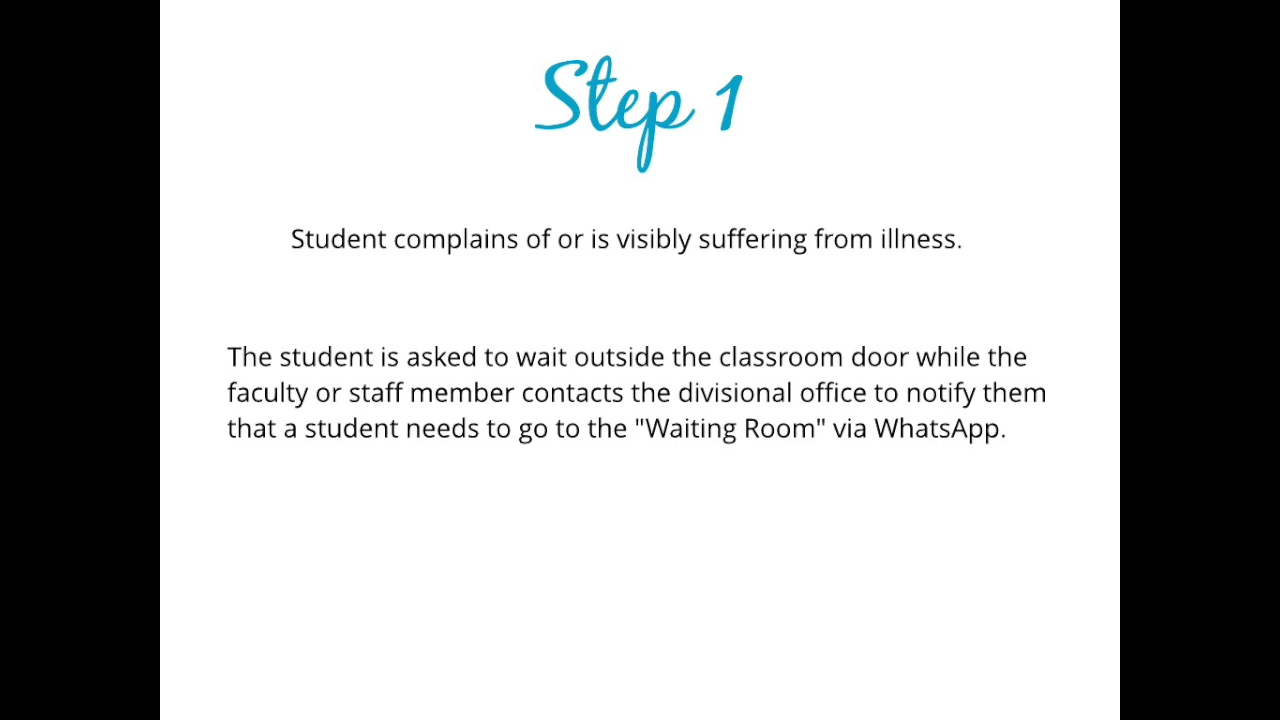 Step 1
Student complains of or is visibly suffering from illness.
The student is asked to wait outside the classroom door while the
faculty or staff member contacts the divisional office to notify them
that a student needs to go to the "Waiting Room" via WhatsApp.